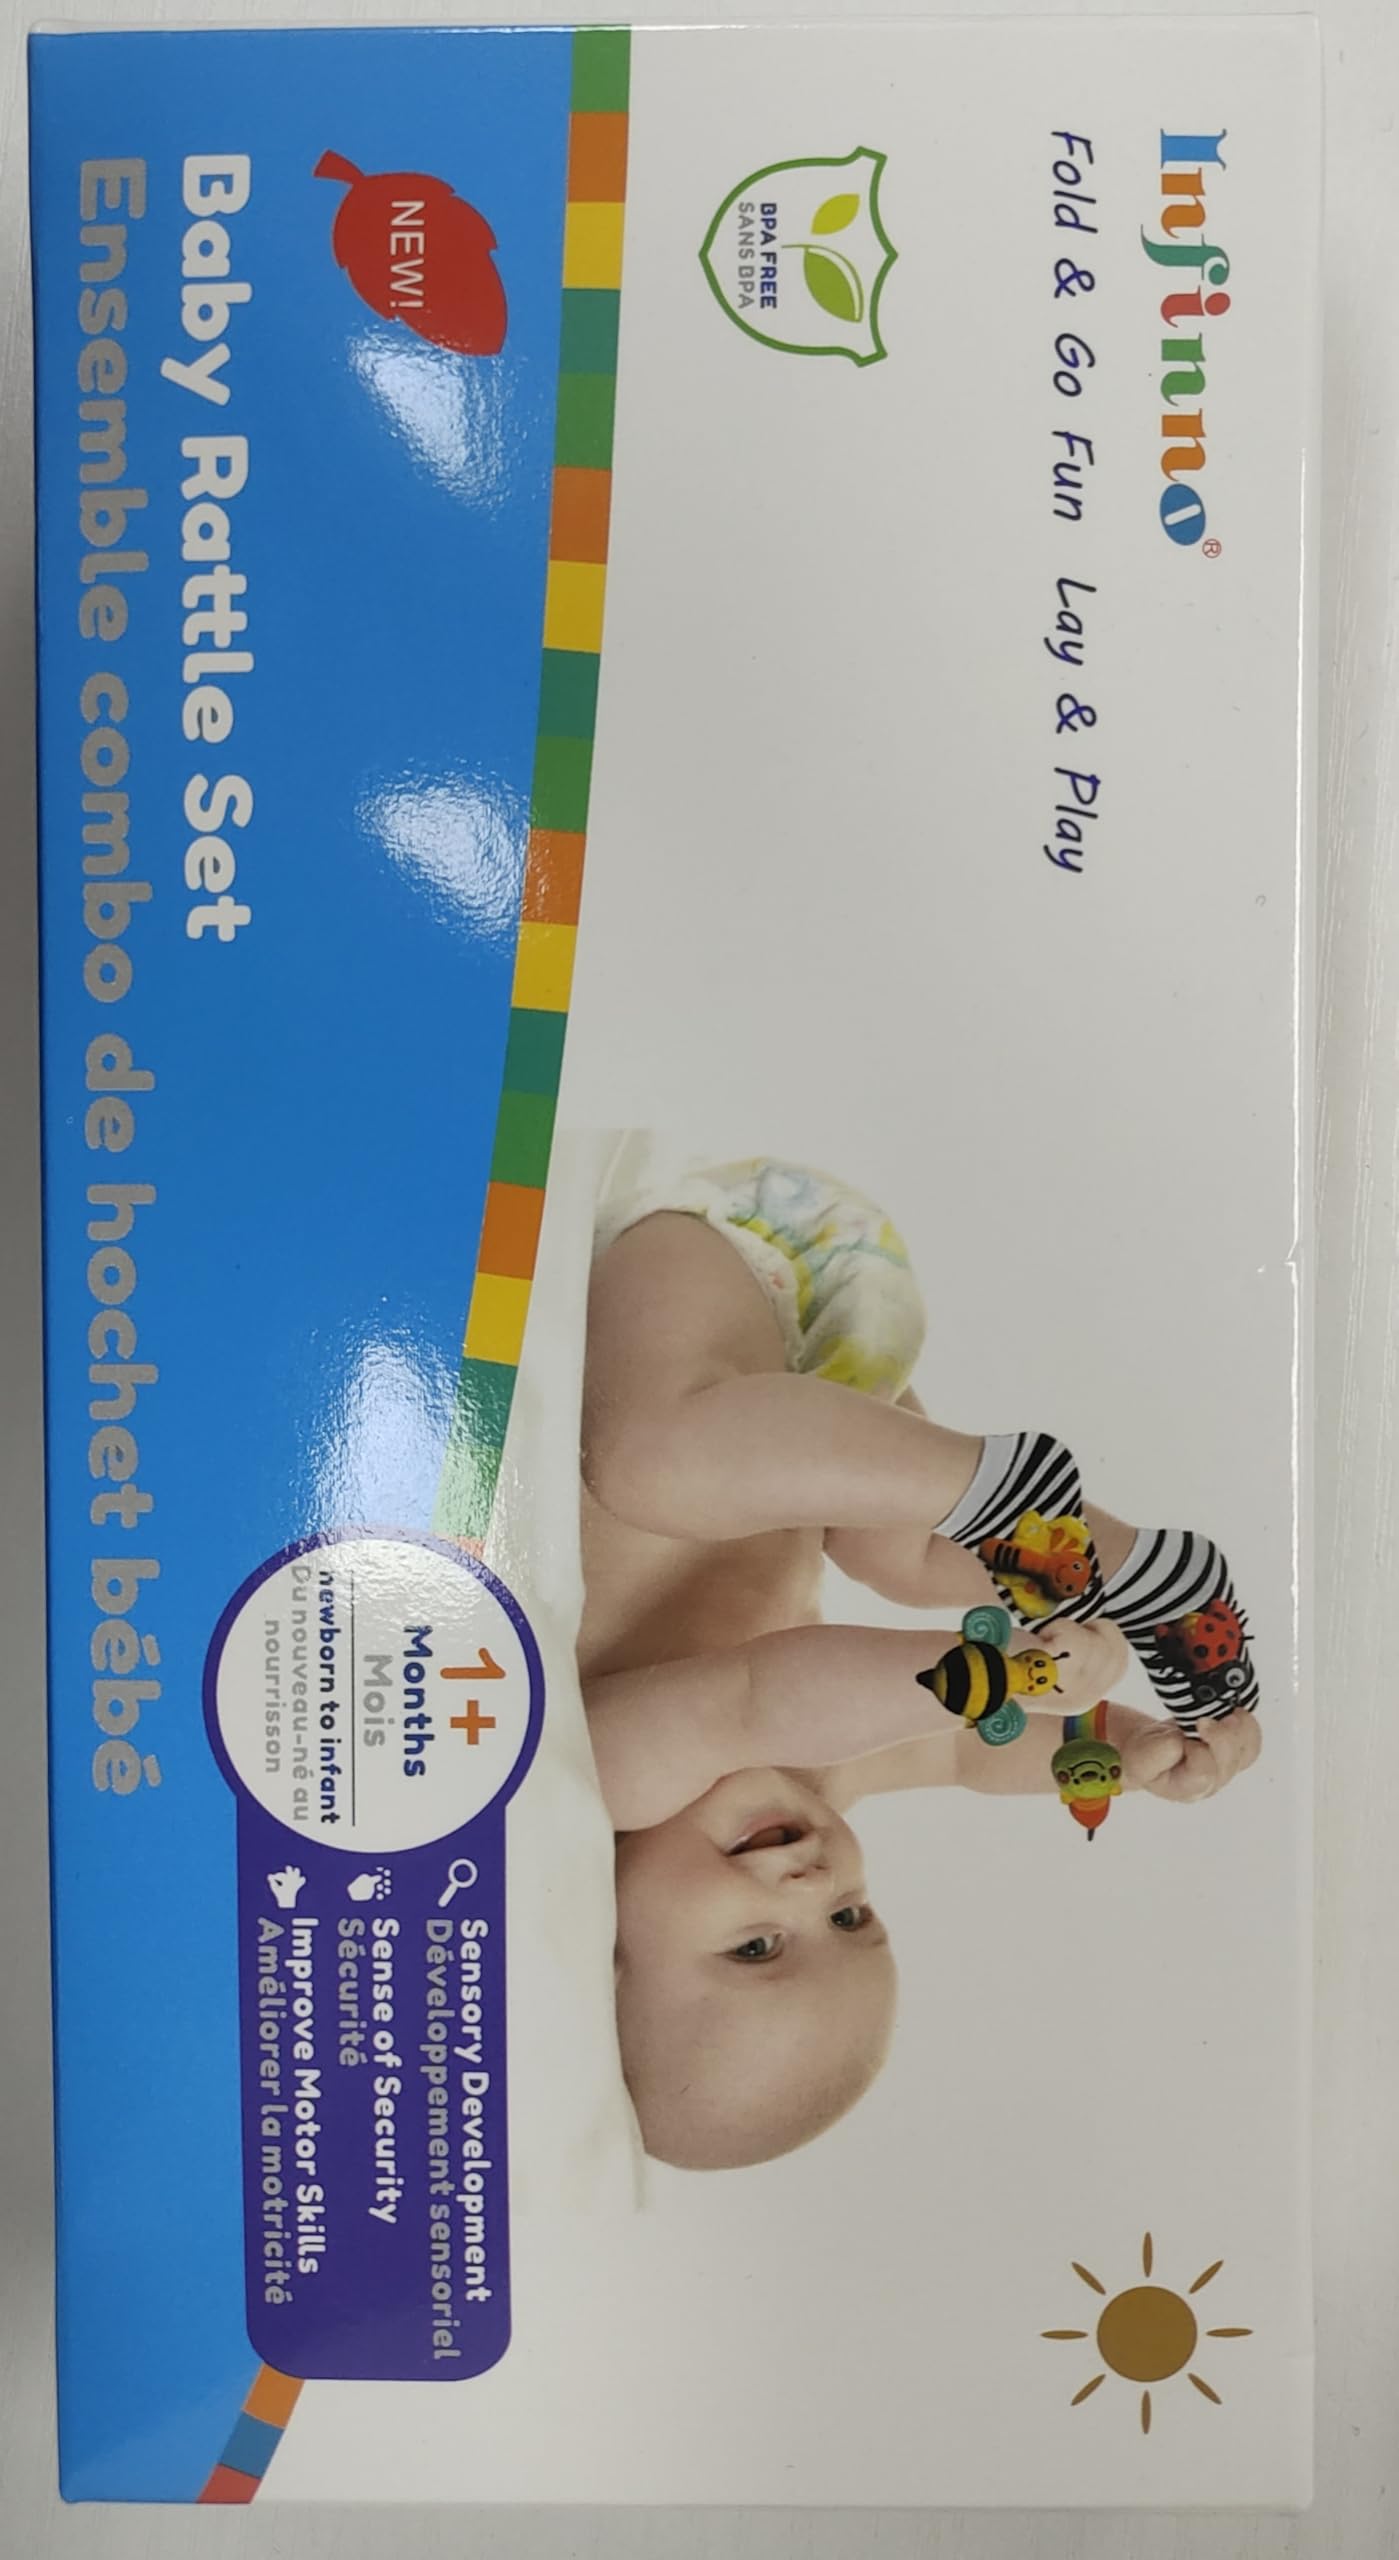 Infinno®
Fold & Go Fun Lay & Play
BPA FREE
SANS BPA
NEW!
Baby Rattle Set
Ensemble combo de hochet bébé
1+
Months
Mois
newborn to infant
Du nouveau-né au
nourrisson
Sensory Development
Développement sensoriel
Sense of Security
Sécurité
Improve Motor Skills
Améliorer la motricité